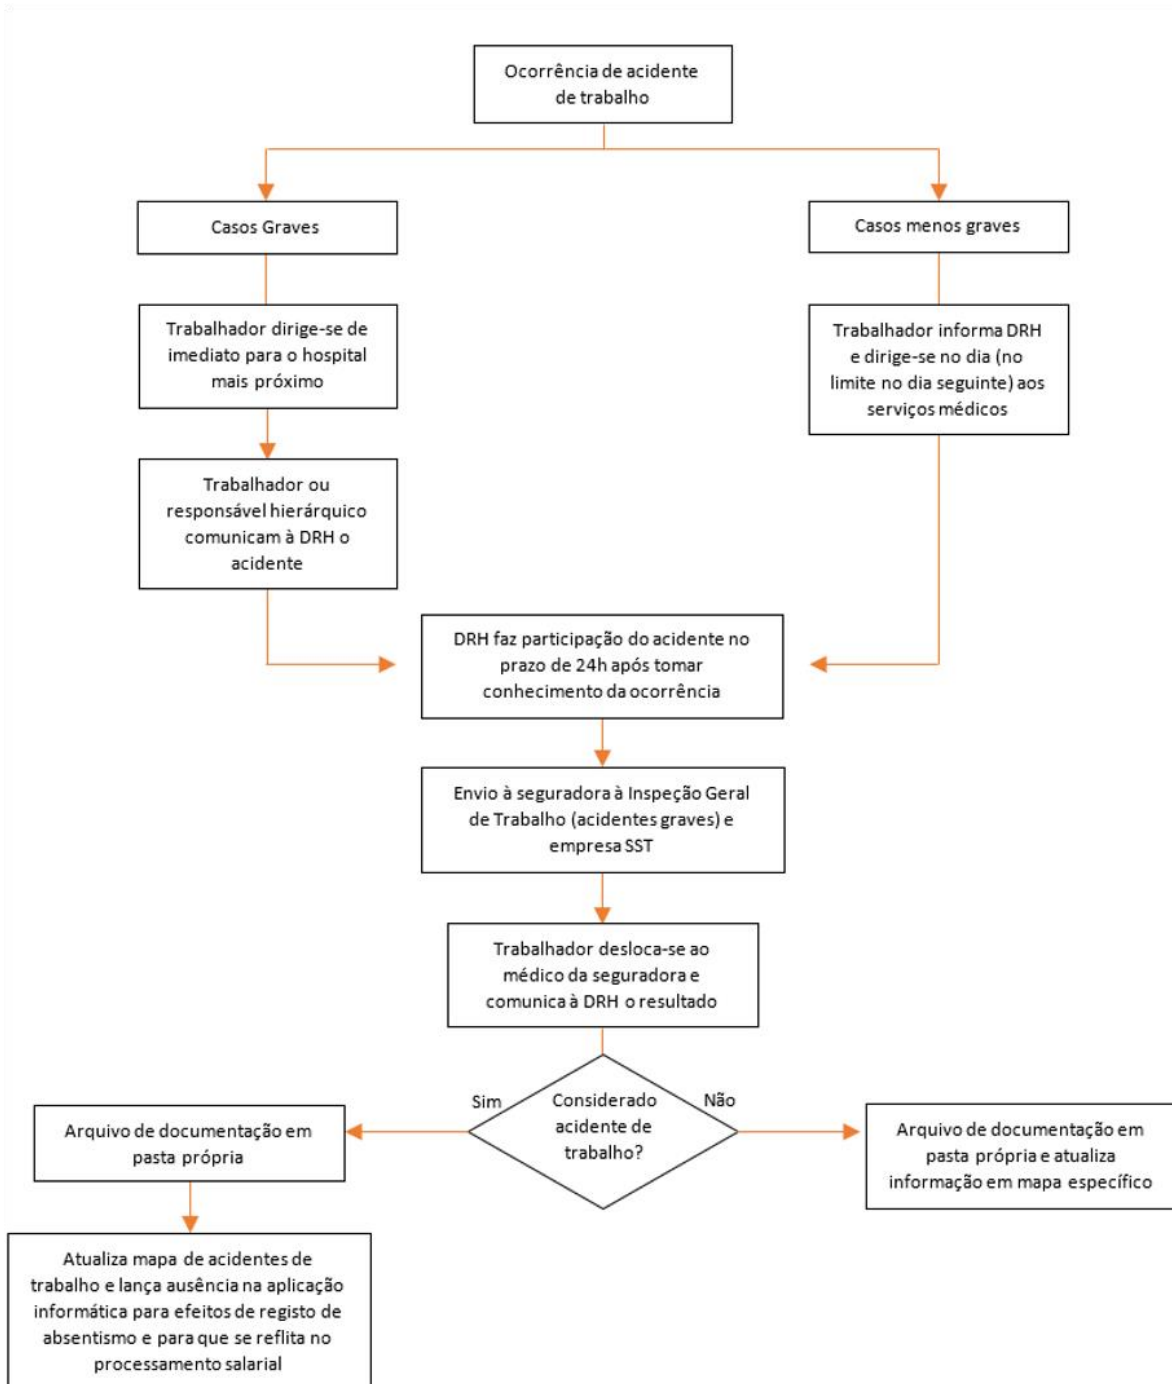 Ocorrência de acidente
de trabalho
Casos Graves
Casos menos graves
Trabalhador dirige-se de
imediato para o hospital
mais próximo
Trabalhador informa DRH
e dirige-se no dia (no
limite no dia seguinte) aos
serviços médicos
Trabalhador ou
responsável hierárquico
comunicam à DRH o
acidente
DRH faz participação do acidente no
prazo de 24h após tomar
conhecimento da ocorrência
Envio à seguradora à Inspeção Geral
de Trabalho (acidentes graves) e
empresa SST
Trabalhador desloca-se ao
médico da seguradora e
comunica à DRH o resultado
Considerado
acidente de
trabalho?
Sim
Não
Arquivo de documentação em
pasta própria
Arquivo de documentação em
pasta própria e atualiza
informação em mapa específico
Atualiza mapa de acidentes de
trabalho e lança ausência na aplicação
informática para efeitos de registo de
absentismo e para que se reflita no
processamento salarial